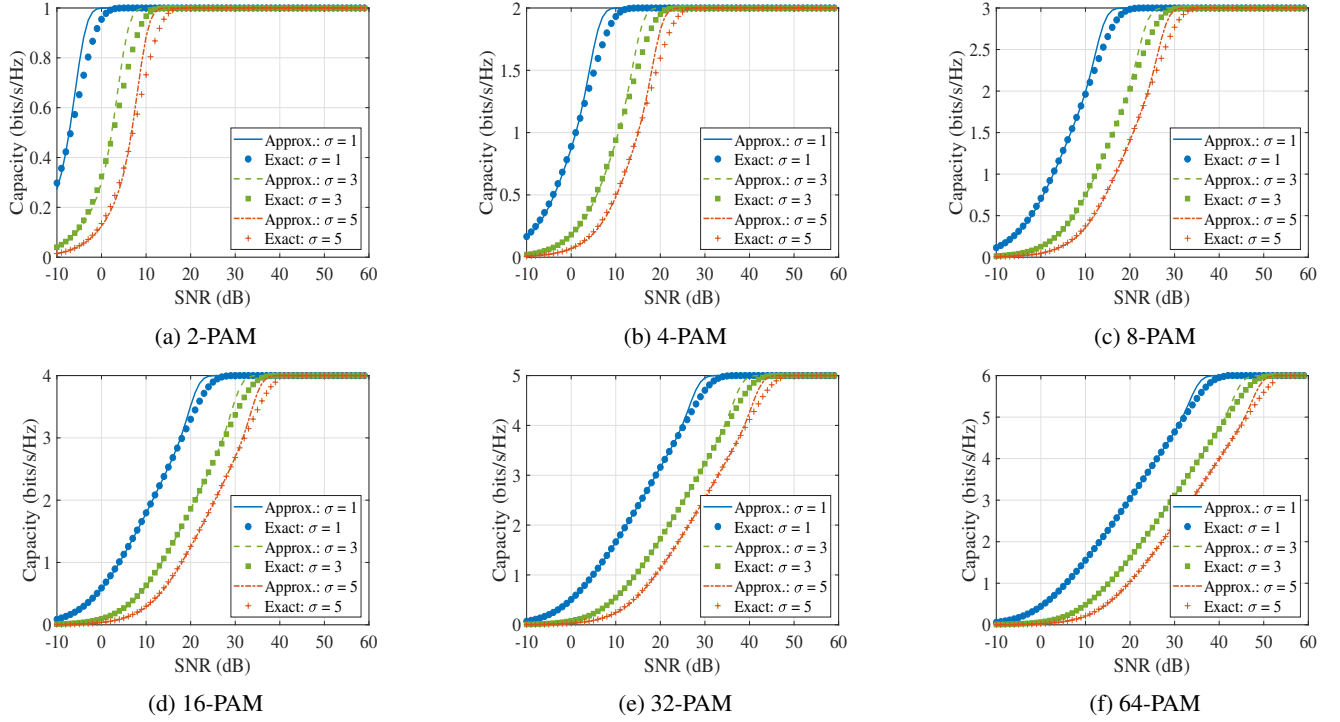 Capacity (bits/s/Hz)
1
0.8
0.6
0.4
0.2
0
-10 0 10 20 30 40 50 60
SNR (dB)
Approx.: σ = 1
Exact: σ = 1
Approx.: σ = 3
Exact: σ = 3
Approx.: σ = 5
Exact: σ = 5
(a) 2-PAM
Capacity (bits/s/Hz)
2
1.5
1
0.5
0
-10 0 10 20 30 40 50 60
SNR (dB)
Approx.: σ = 1
Exact: σ = 1
Approx.: σ = 3
Exact: σ = 3
Approx.: σ = 5
Exact: σ = 5
(b) 4-PAM
Capacity (bits/s/Hz)
3
2.5
2
1.5
1
3
0
-10 0 10 20 30 40 50 60
SNR (dB)
Approx.: σ = 1
Exact: σ = 1
Approx.: σ = 3
Exact: σ = 3
Approx.: σ = 5
Exact: σ = 5
(c) 8-PAM
Capacity (bits/s/Hz)
4
3
2
1
0
-10 0 10 20 30 40 50 60
SNR (dB)
Approx.: σ = 1
Exact: σ = 1
Approx.: σ = 3
Exact: σ = 3
Approx.: σ = 5
Exact: σ = 5
(d) 16-PAM
Capacity (bits/s/Hz)
5
4
3
2
1
0
-10 0 10 20 30 40 50 60
SNR (dB)
Approx.: σ = 1
Exact: σ = 1
Approx.: σ = 3
Exact: σ = 3
Approx.: σ = 5
Exact: σ = 5
(e) 32-PAM
Capacity (bits/s/Hz)
6
5
4
3
2
1
0
-10 0 10 20 30 40 50 60
SNR (dB)
Approx.: σ = 1
Exact: σ = 1
Approx.: σ = 3
Exact: σ = 3
Approx.: σ = 5
Exact: σ = 5
(f) 64-PAM